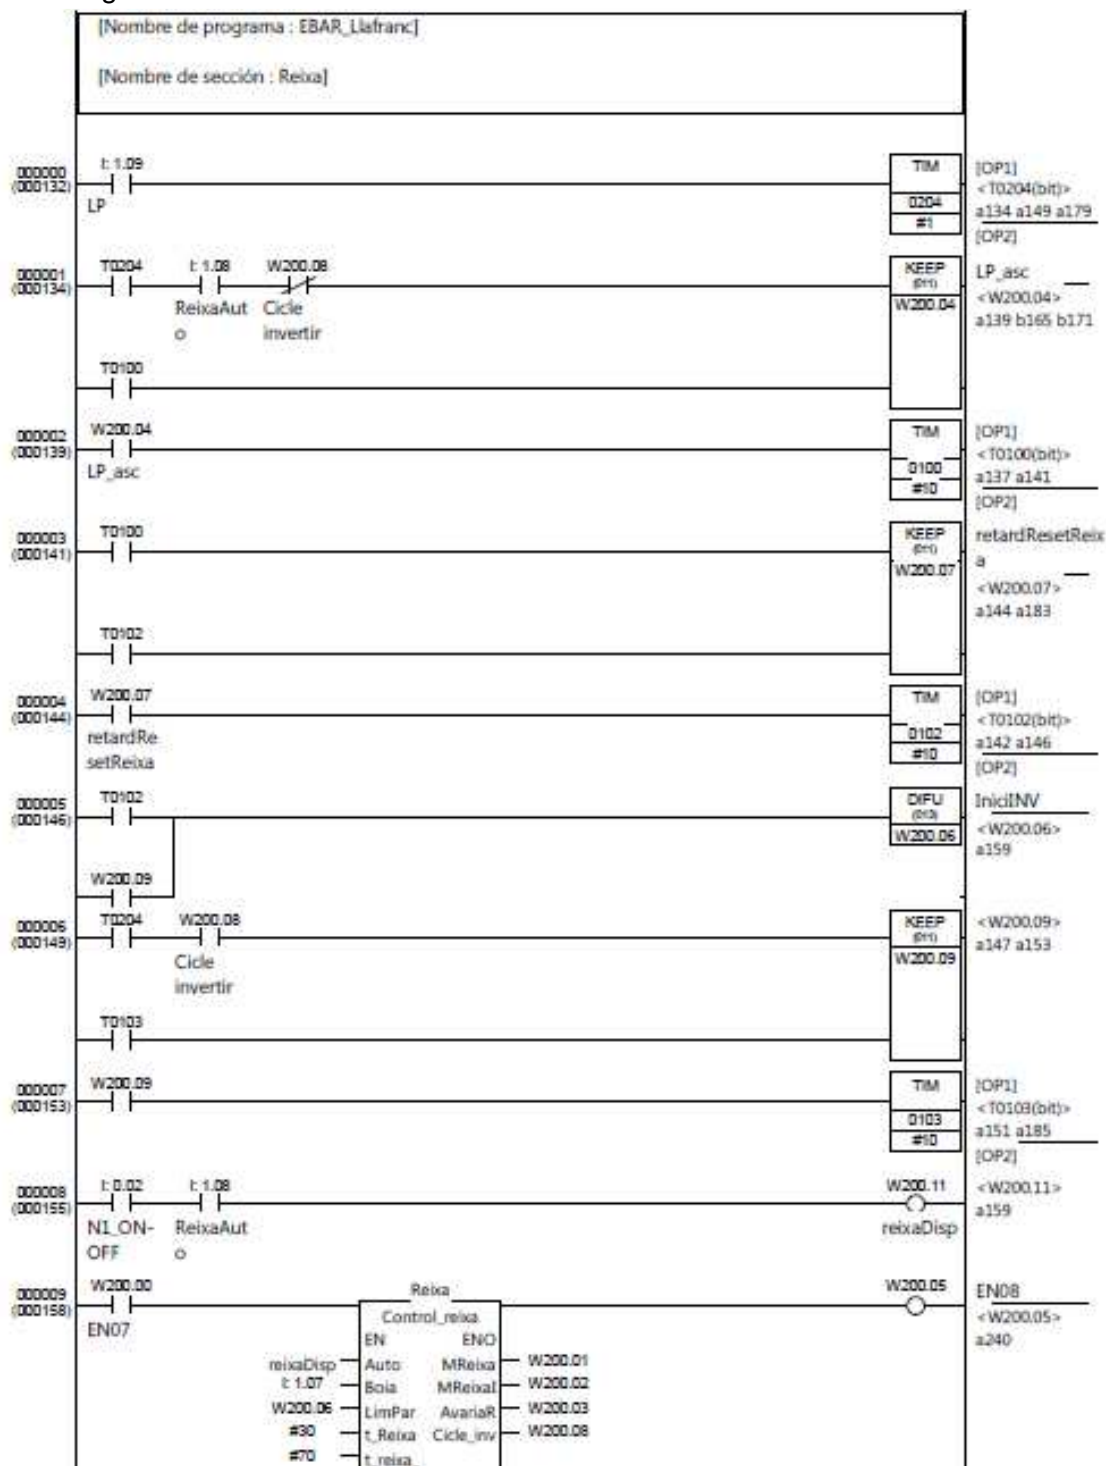 [Nombre de programa : EBAR_Llafranc]
[Nombre de sección : Reixa]
000000
(000132)
I: 1.09
LP
TIM
0204
#1
[OP1]
<T0204(bit)>
a134 a149 a179
[OP2]
000001
(000134)
T0204
I: 1.08
W200.08
ReixaAut
o
Cicle
invertir
T0100
KEEP
(011)
W200.04
LP_asc
<W200.04>
a139 b165 b171
000002
(000139)
W200.04
LP_asc
TIM
0100
#10
[OP1]
<T0100(bit)>
a137 a141
[OP2]
000003
(000141)
T0100
T0102
KEEP
(011)
W200.07
retardResetReix
a
<W200.07>
a144 a183
000004
(000144)
W200.07
retardRe
setReixa
TIM
0102
#10
[OP1]
<T0102(bit)>
a142 a146
[OP2]
000005
(000146)
T0102
W200.09
DIFU
(013)
W200.06
IniciINV
<W200.06>
a159
000006
(000149)
T0204
W200.08
Cicle
invertir
T0103
KEEP
(011)
W200.09
<W200.09>
a147 a153
000007
(000153)
W200.09
TIM
0103
#10
[OP1]
<T0103(bit)>
a151 a185
[OP2]
000008
(000155)
I: 0.02
I: 1.08
N1_ON-
OFF
ReixaAut
o
W200.11
reixaDisp
<W200.11>
a159
000009
(000158)
W200.00
EN07
Reixa
Control_reixa
EN ENO
reixaDisp Auto MReixa W200.01
I: 1.07 Boia MReixaI W200.02
W200.06 LimPar AvariaR W200.03
#30 t_Reixa Cicle_inv W200.08
#70 t_reixa
W200.05
EN08
<W200.05>
a240